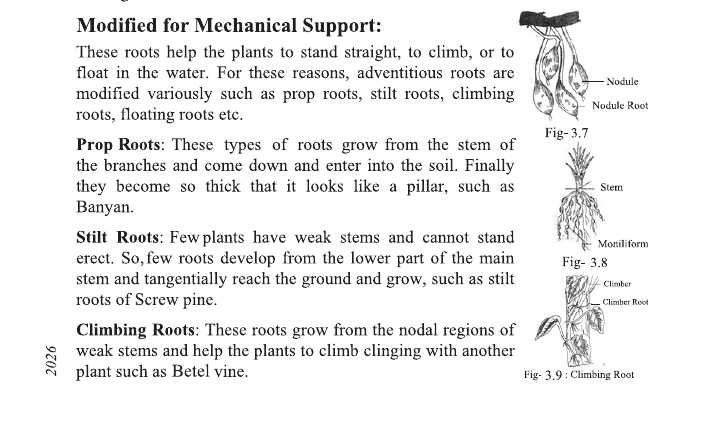 Modified for Mechanical Support:
These roots help the plants to stand straight, to climb, or to
float in the water. For these reasons, adventitious roots are
modified variously such as prop roots, stilt roots, climbing
roots, floating roots etc.
Prop Roots: These types of roots grow from the stem of
the branches and come down and enter into the soil. Finally
they become so thick that it looks like a pillar, such as
Banyan.
Stilt Roots: Few plants have weak stems and cannot stand
erect. So, few roots develop from the lower part of the main
stem and tangentially reach the ground and grow, such as stilt
roots of Screw pine.
Climbing Roots: These roots grow from the nodal regions of
weak stems and help the plants to climb clinging with another
plant such as Betel vine.
Nodule
Nodule Root
Fig- 3.7
Stem
Moniliform
Fig- 3.8
Climber
Climber Root
Fig- 3.9 : Climbing Root
2026